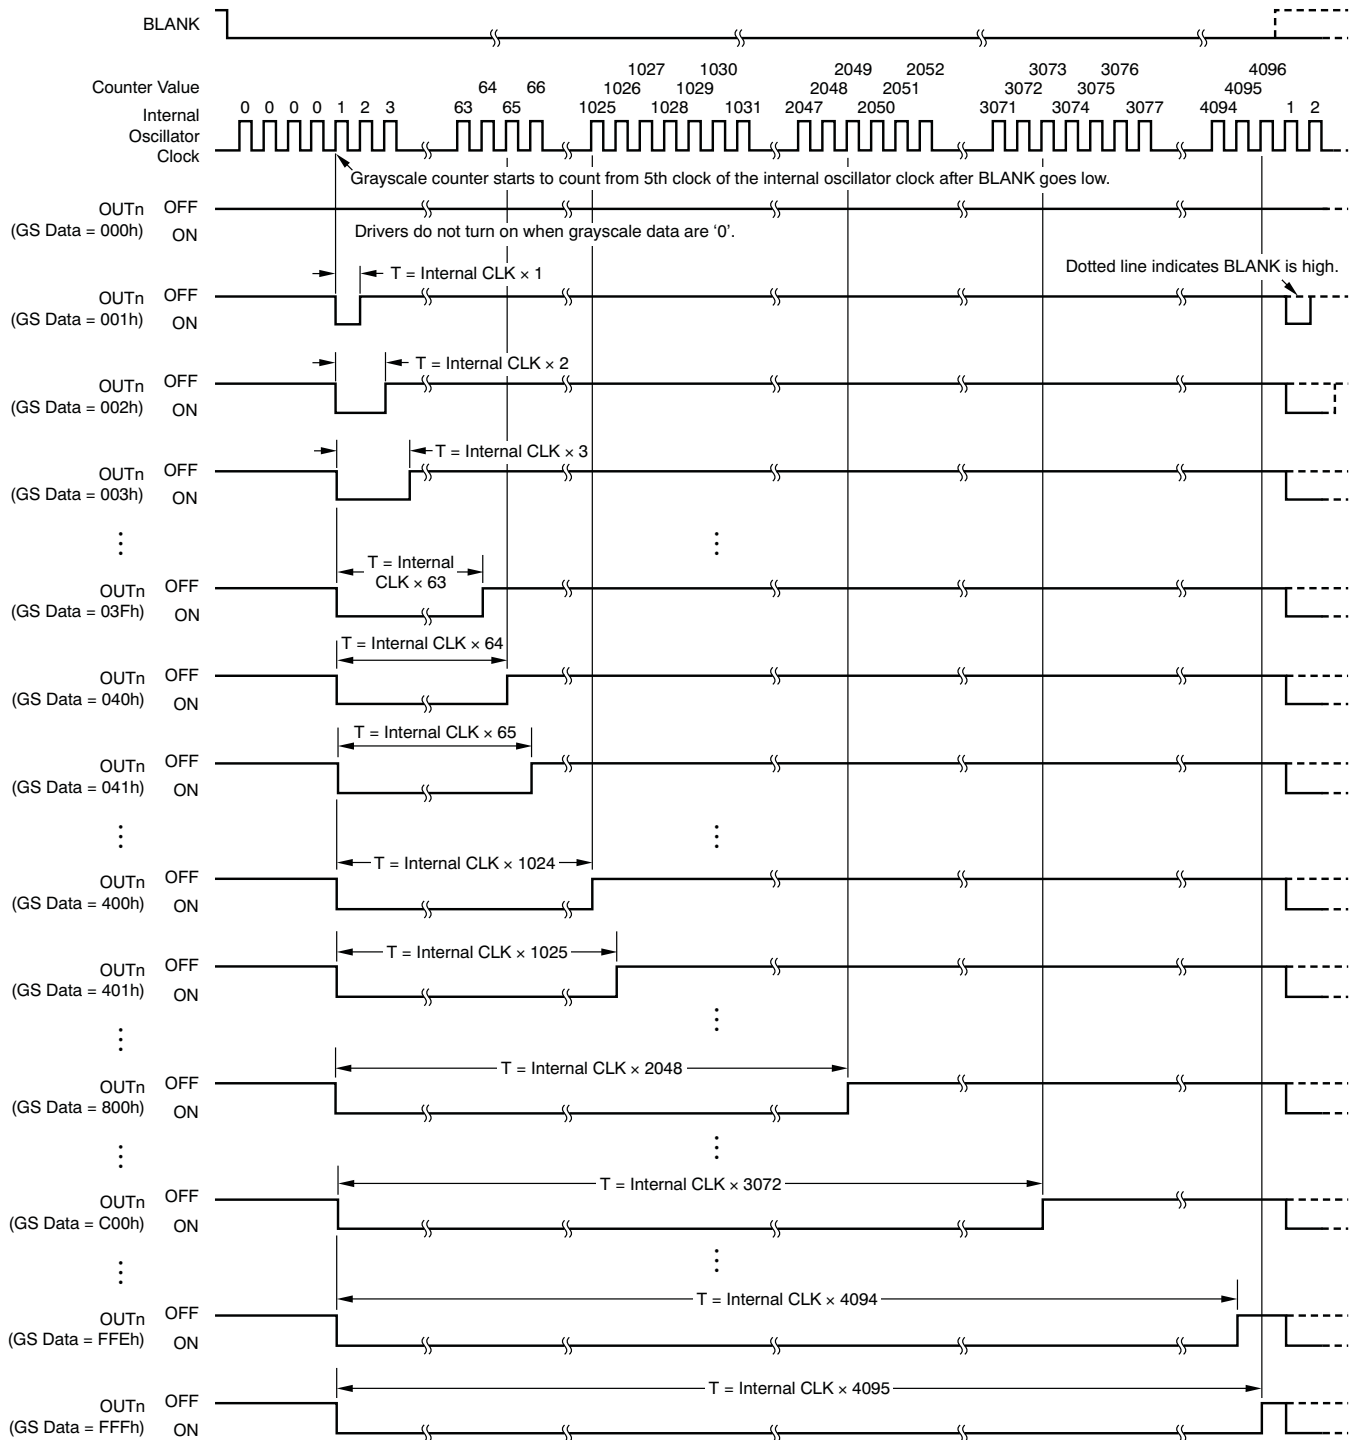 BLANK
1027 1030 2049 2052 3073 3076 4096
Counter Value 64 66 1026 1029 2048 2051 3072 3075 4095
Internal 0 0 0 0 1 2 3 63 65 1025 1028 1031 2047 2050 3071 3074 3077 4094 1 2
Oscillator
Clock
Grayscale counter starts to count from 5th clock of the internal oscillator clock after BLANK goes low.
OUTn OFF
(GS Data = 000h) ON
Drivers do not turn on when grayscale data are ‘0’.
T = Internal CLK × 1
Dotted line indicates BLANK is high.
OUTn OFF
(GS Data = 001h) ON
T = Internal CLK × 2
OUTn OFF
(GS Data = 002h) ON
T = Internal CLK × 3
OUTn OFF
(GS Data = 003h) ON
T = Internal
CLK × 63
OUTn OFF
(GS Data = 03Fh) ON
T = Internal CLK × 64
OUTn OFF
(GS Data = 040h) ON
T = Internal CLK × 65
OUTn OFF
(GS Data = 041h) ON
T = Internal CLK × 1024
OUTn OFF
(GS Data = 400h) ON
T = Internal CLK × 1025
OUTn OFF
(GS Data = 401h) ON
T = Internal CLK × 2048
OUTn OFF
(GS Data = 800h) ON
T = Internal CLK × 3072
OUTn OFF
(GS Data = C00h) ON
T = Internal CLK × 4094
OUTn OFF
(GS Data = FFEh) ON
T = Internal CLK × 4095
OUTn OFF
(GS Data = FFFh) ON